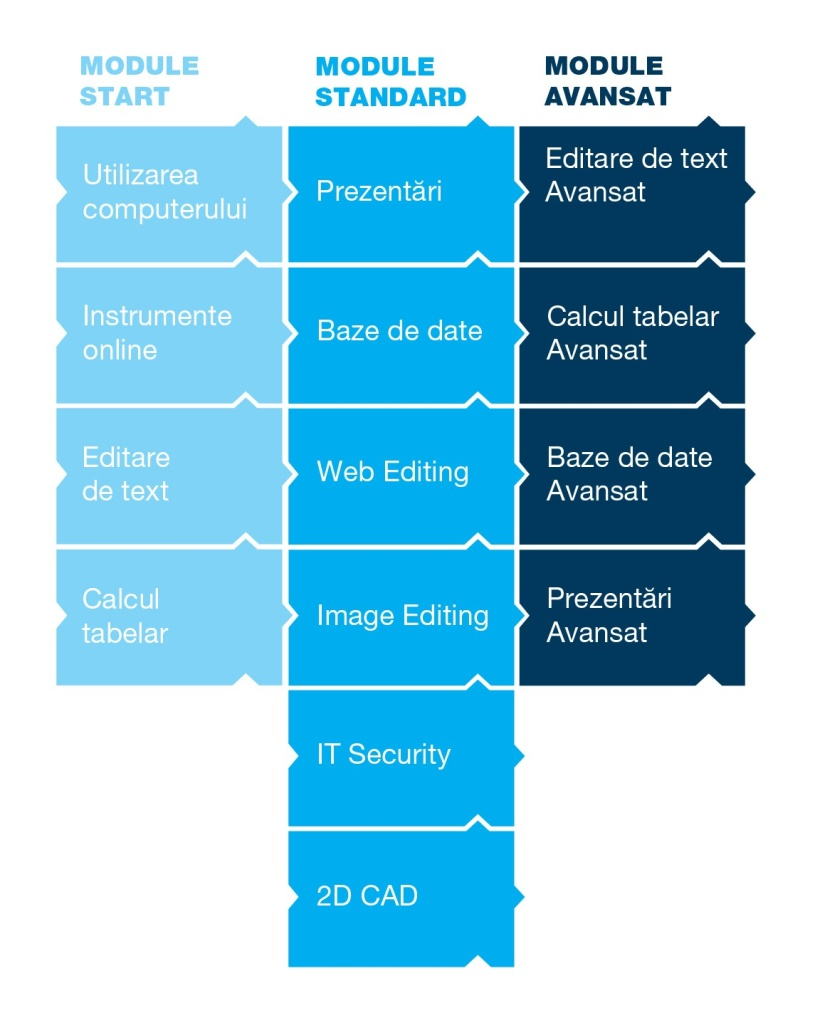 MODULE
START
Utilizarea
computerului
Instrumente
online
Editare
de text
Calcul
tabelar
MODULE
STANDARD
Prezentări
Baze de date
Web Editing
Image Editing
IT Security
2D CAD
MODULE
AVANSAT
Editare de text
Avansat
Calcul tabelar
Avansat
Baze de date
Avansat
Prezentări
Avansat